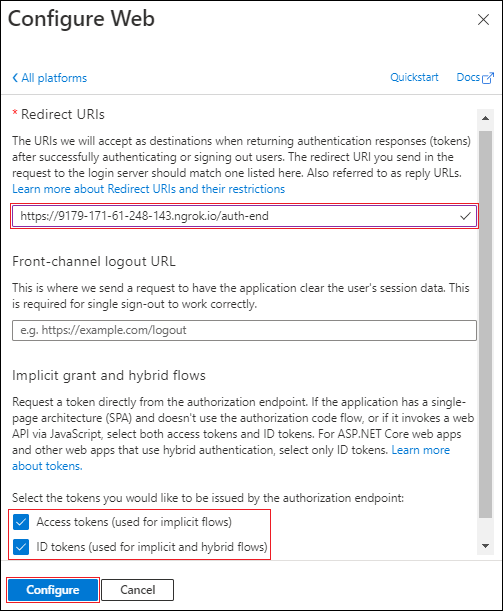 Configure Web
All platforms
Quickstart
Docs
* Redirect URIs
The URIs we will accept as destinations when returning authentication responses (tokens)
after successfully authenticating or signing out users. The redirect URI you send in the
request to the login server should match one listed here. Also referred to as reply URLs.
Learn more about Redirect URIs and their restrictions
https://9179-171-61-248-143.ngrok.io/auth-end
Front-channel logout URL
This is where we send a request to have the application clear the user's session data. This
is required for single sign-out to work correctly.
e.g. https://example.com/logout
Implicit grant and hybrid flows
Request a token directly from the authorization endpoint. If the application has a single-
page architecture (SPA) and doesn't use the authorization code flow, or if it invokes a web
API via JavaScript, select both access tokens and ID tokens. For ASP.NET Core web apps
and other web apps that use hybrid authentication, select only ID tokens. Learn more
about tokens.
Select the tokens you would like to be issued by the authorization endpoint:
Access tokens (used for implicit flows)
ID tokens (used for implicit and hybrid flows)
Configure
Cancel